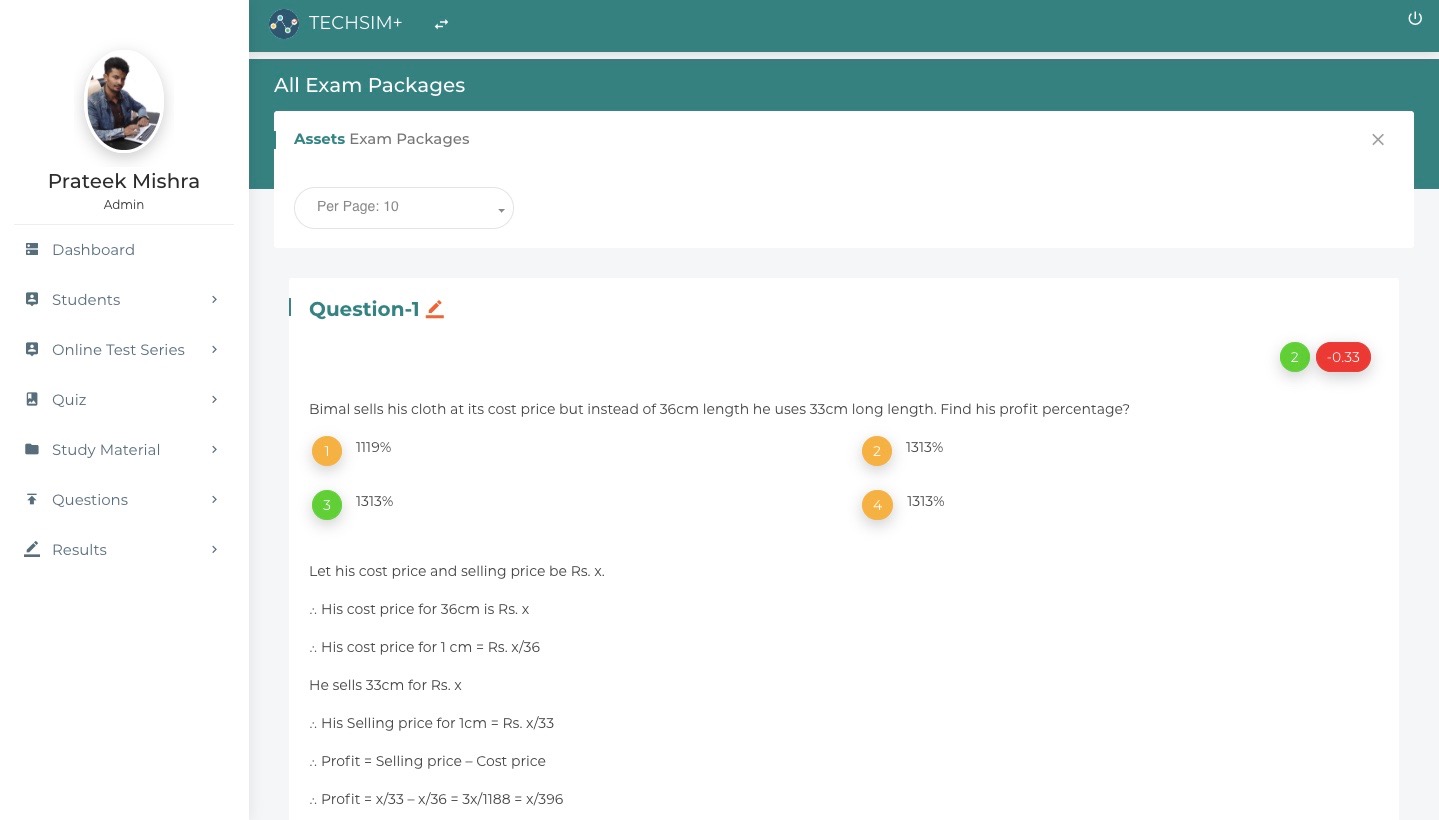 TECHSIM+
Prateek Mishra
Admin
Dashboard
Students
Online Test Series
Quiz
Study Material
Questions
Results
All Exam Packages
Assets Exam Packages
Per Page: 10
Question-1
2 -0.33
Bimal sells his cloth at its cost price but instead of 36cm length he uses 33cm long length. Find his profit percentage?
1 1119% 2 1313%
3 1313% 4 1313%
Let his cost price and selling price be Rs. x.
∴ His cost price for 36cm is Rs. x
∴ His cost price for 1 cm = Rs. x/36
He sells 33cm for Rs. x
∴ His Selling price for 1cm = Rs. x/33
∴ Profit = Selling price – Cost price
∴ Profit = x/33 – x/36 = 3x/1188 = x/396